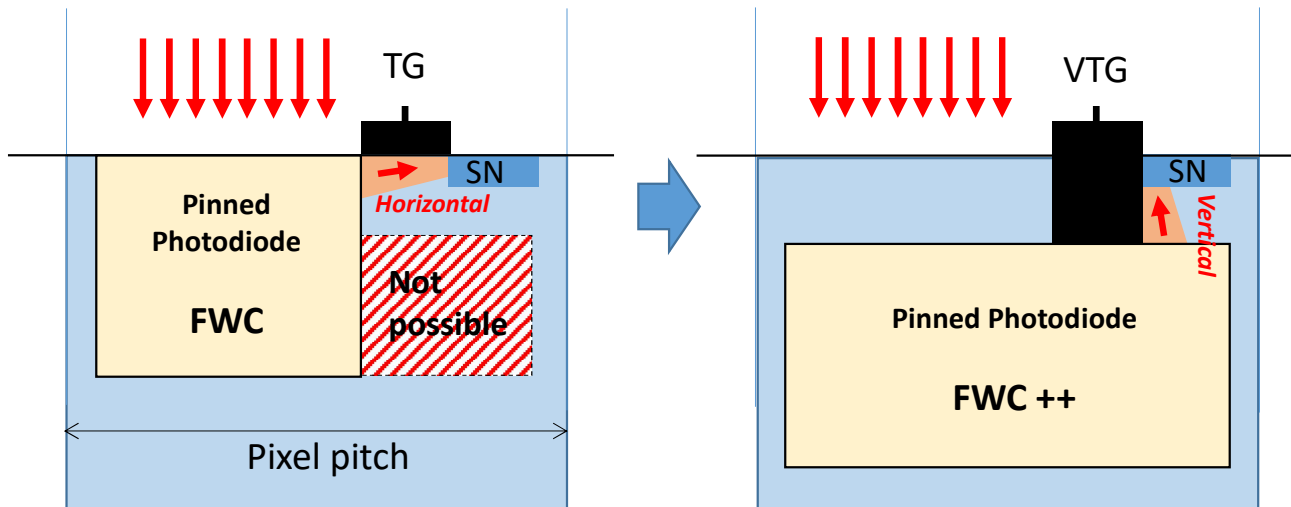 TG
SN
Horizontal
Pinned
Photodiode
FWC
Not
possible
Pixel pitch
VTG
SN
Vertical
Pinned Photodiode
FWC ++